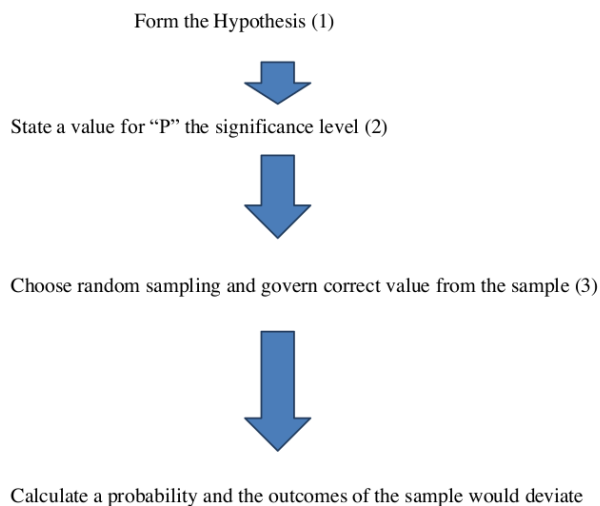 Form the Hypothesis (1)
State a value for “P” the significance level (2)
Choose random sampling and govern correct value from the sample (3)
Calculate a probability and the outcomes of the sample would deviate